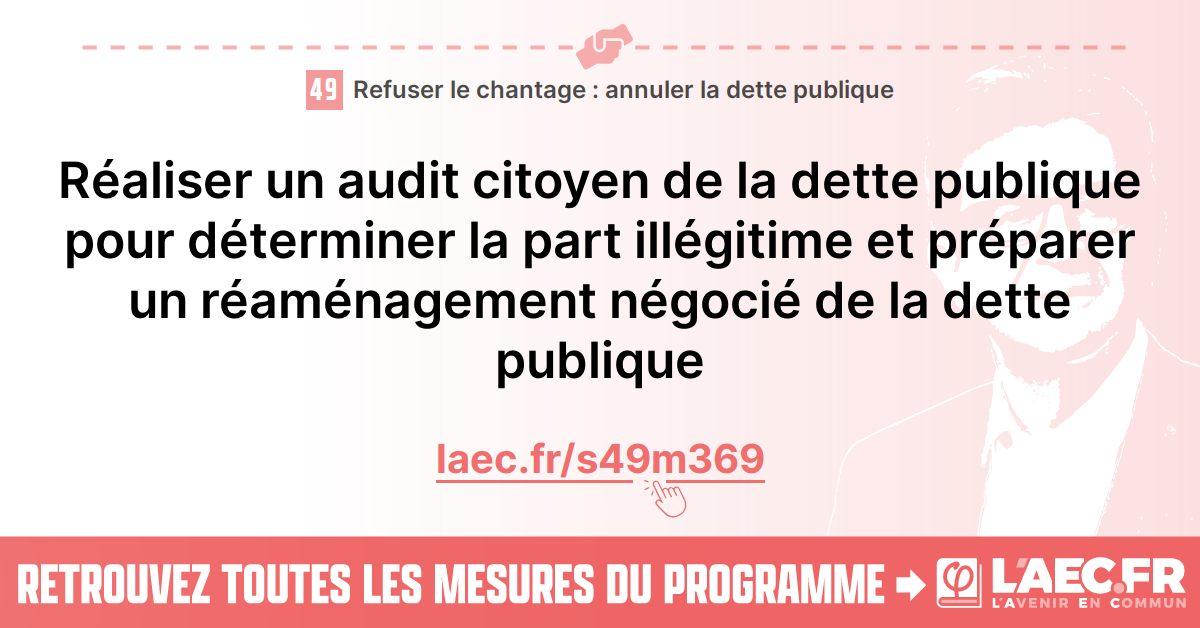 49 Refuser le chantage : annuler la dette publique
Réaliser un audit citoyen de la dette publique
pour déterminer la part illégitime et préparer
un réaménagement négocié de la dette
publique
laec.fr/s49m369
RETROUVEZ TOUTES LES MESURES DU PROGRAMME
L'AEC.FR
L'AVENIR EN COMMUN